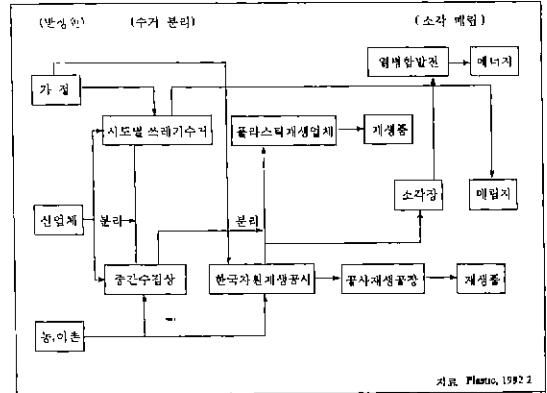 (발생원) (수거 분리) (소각 매립)
열병합발전 에너지
가 정
시도별 쓰레기수거 플라스틱재생업체 재생품
소각장 매립지
산업체 분리 분리
중간수집상 한국자원재생공사 공사재생공장 재생품
농,어촌
자료 Plastic, 1992 2